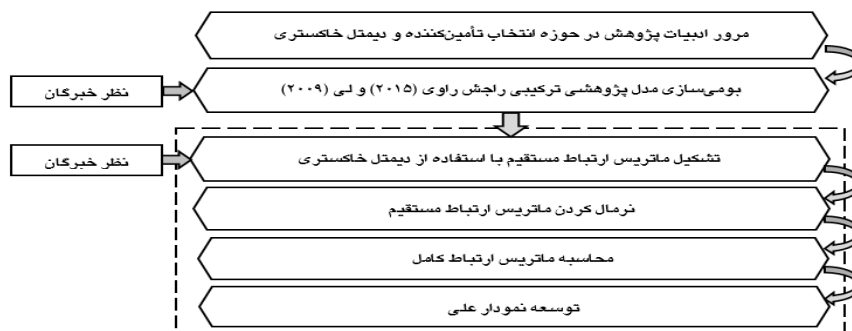 مرور ادبیات پژوهش در حوزه انتخاب تأمین‌کننده و دیمتل خاکستری
بومی‌سازی مدل پژوهشی ترکیبی راجش راوی (۲۰۱۵) و لی (۲۰۰۹)
نظر خبرگان
تشکیل ماتریس ارتباط مستقیم با استفاده از دیمتل خاکستری
نظر خبرگان
نرمال کردن ماتریس ارتباط مستقیم
محاسبه ماتریس ارتباط کامل
توسعه نمودار علی